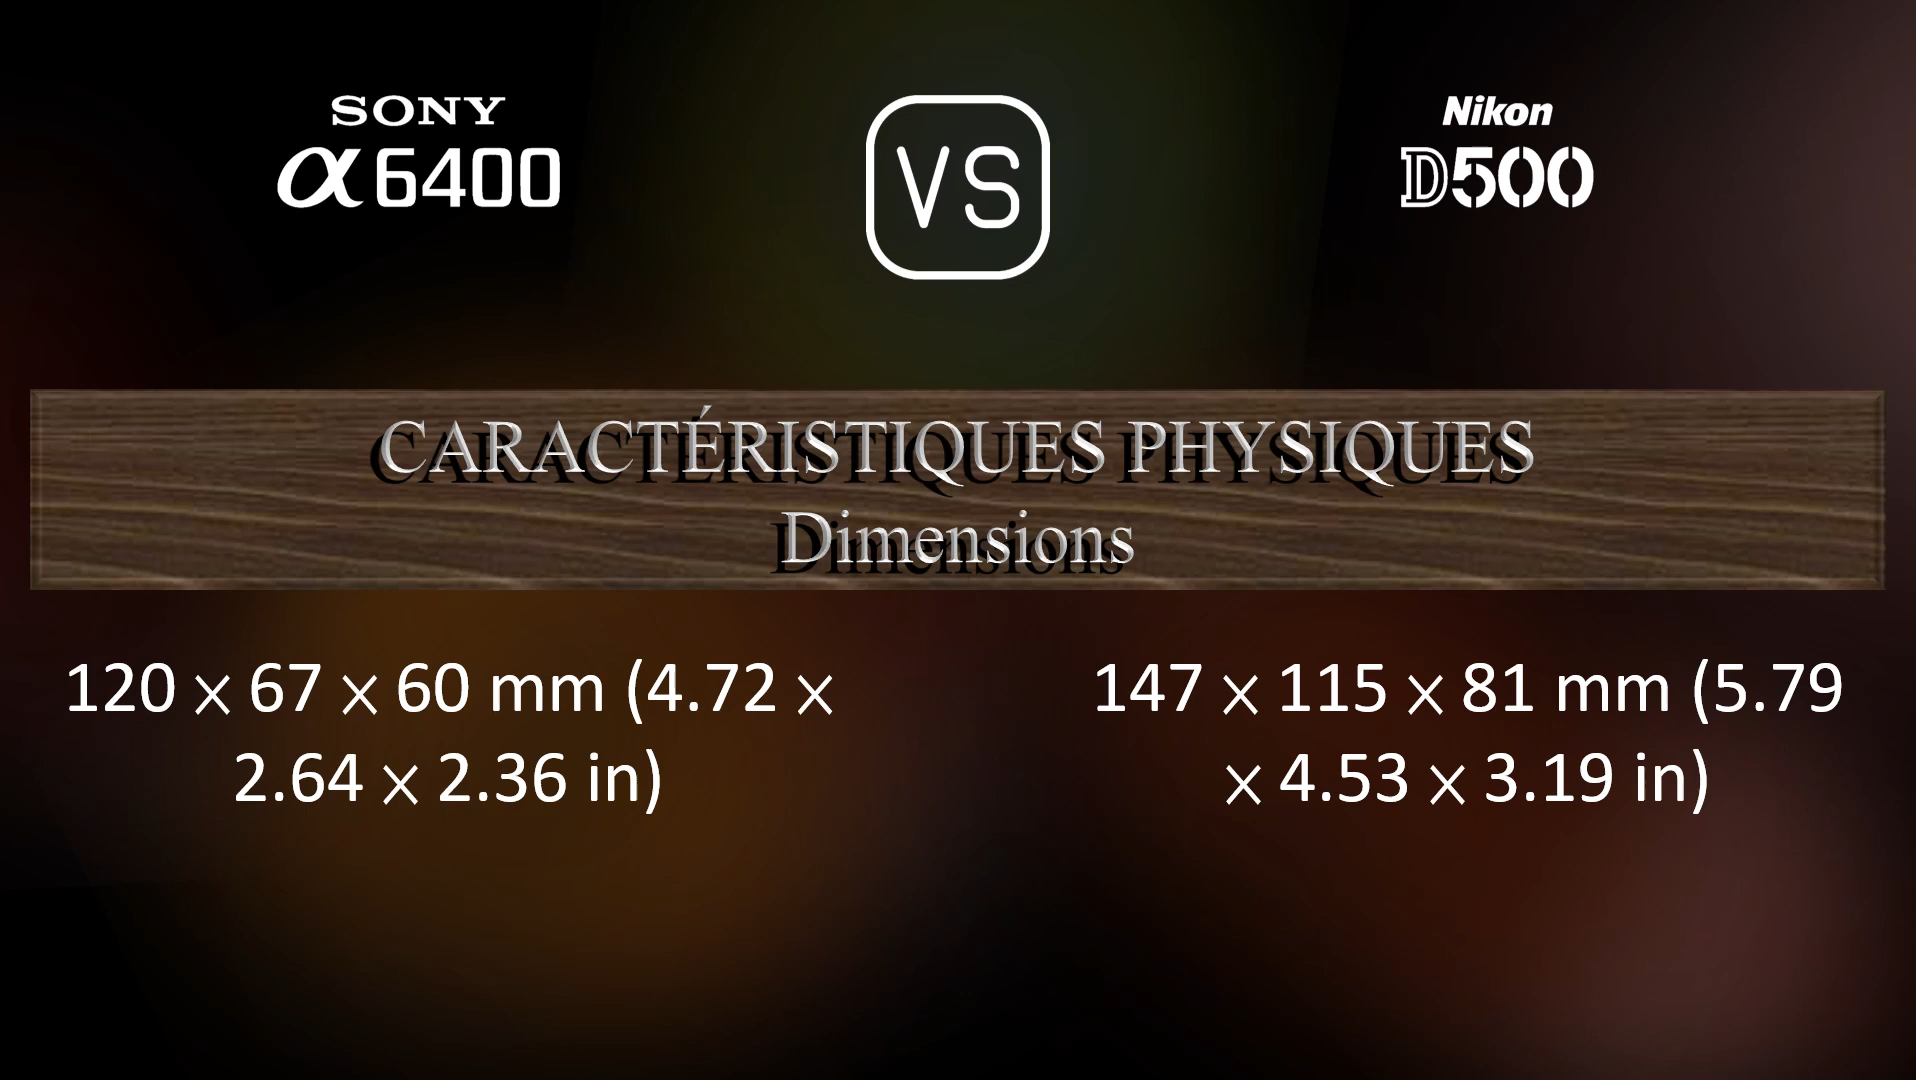 SONY
α6400
VS
Nikon
D500
CARACTÉRISTIQUES PHYSIQUES
Dimensions
120 x 67 x 60 mm (4.72 x
2.64 x 2.36 in)
147 x 115 x 81 mm (5.79
x 4.53 x 3.19 in)